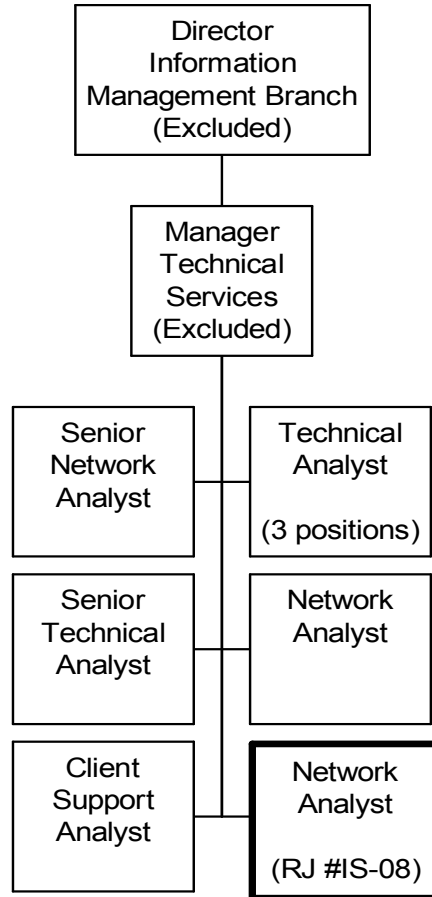 Director
Information
Management Branch
(Excluded)
Manager
Technical
Services
(Excluded)
Senior
Network
Analyst
Technical
Analyst
(3 positions)
Senior
Technical
Analyst
Network
Analyst
Client
Support
Analyst
Network
Analyst
(RJ #IS-08)